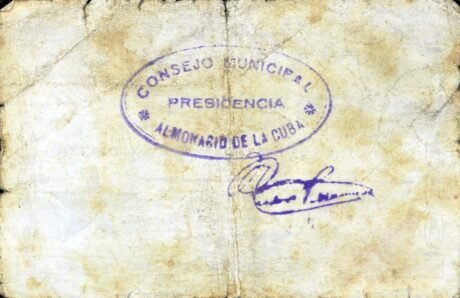 CONSEJO MUNICIPAL
PRESIDENCIA
ALMONACID DE LA CUBA